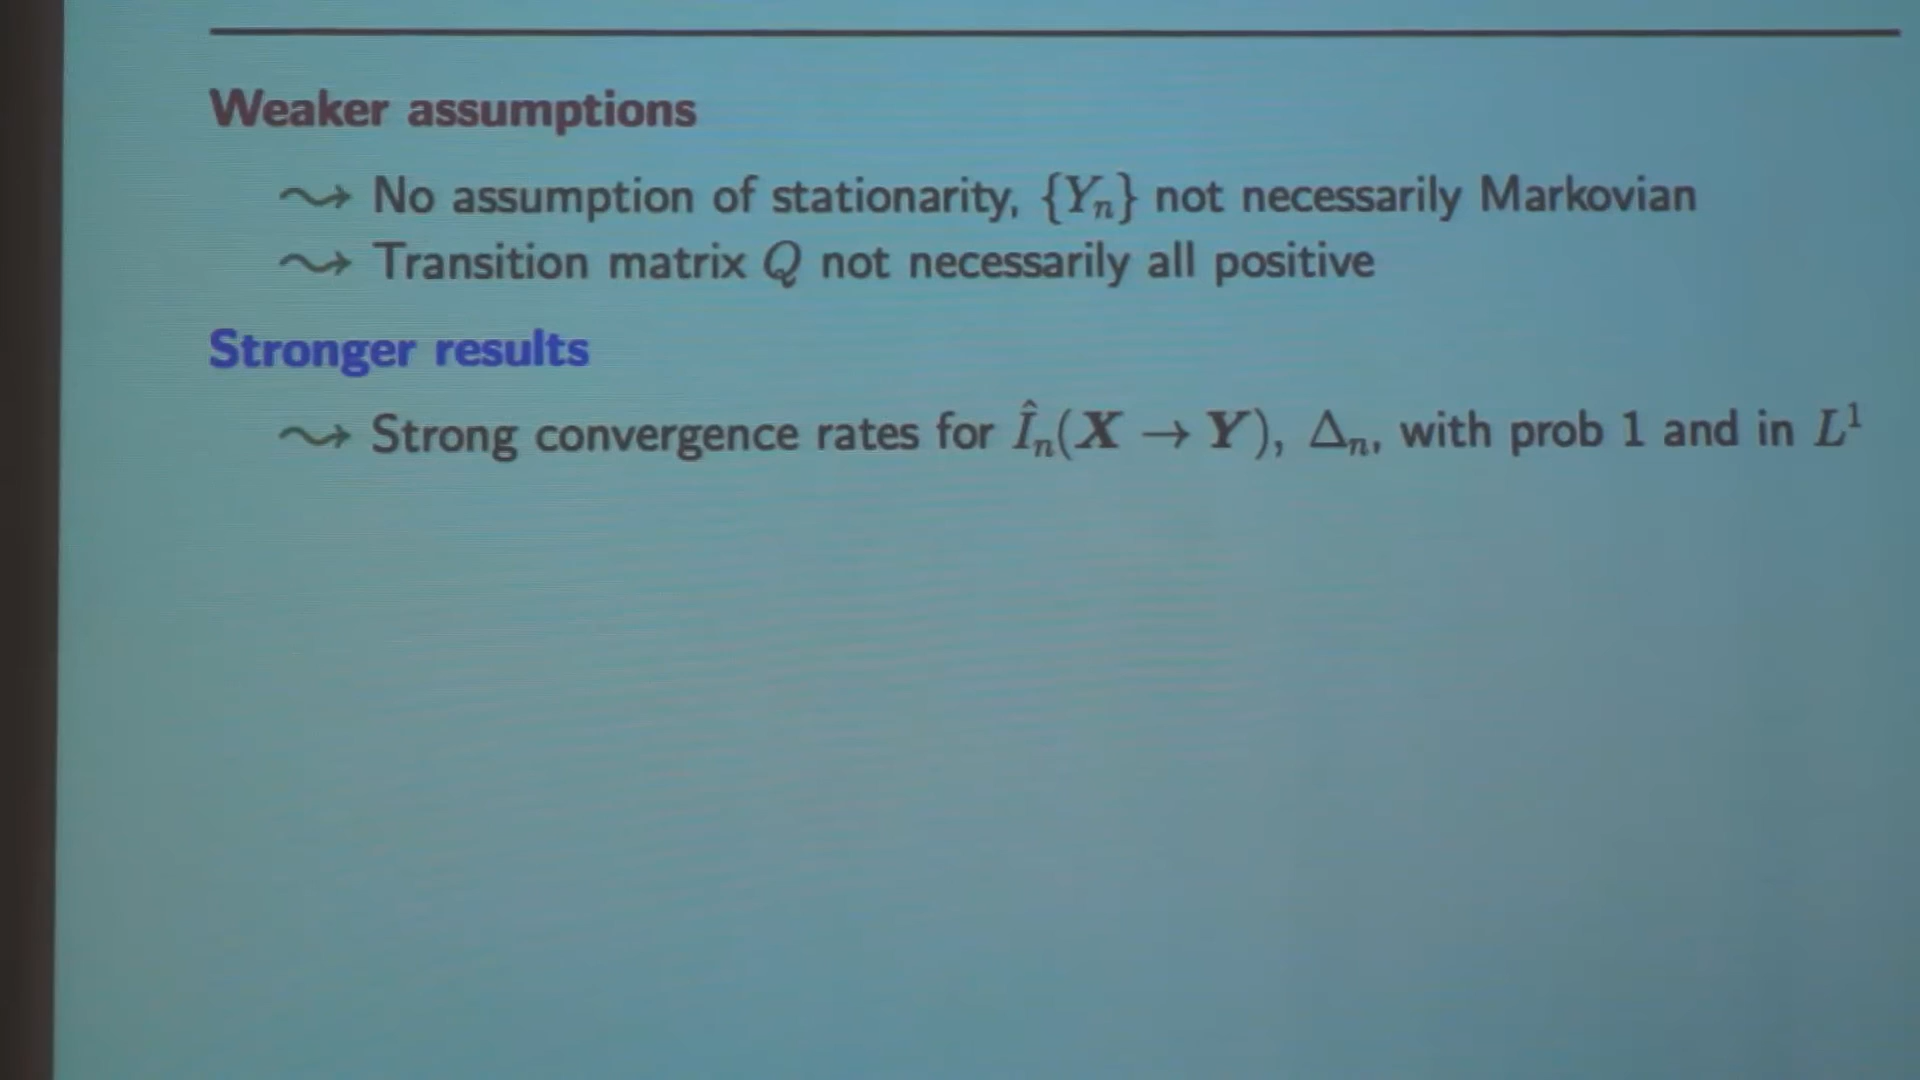 Weaker assumptions
⤳ No assumption of stationarity, {Yₙ} not necessarily Markovian
⤳ Transition matrix Q not necessarily all positive
Stronger results
⤳ Strong convergence rates for Îₙ(X → Y), Δₙ, with prob 1 and in L¹